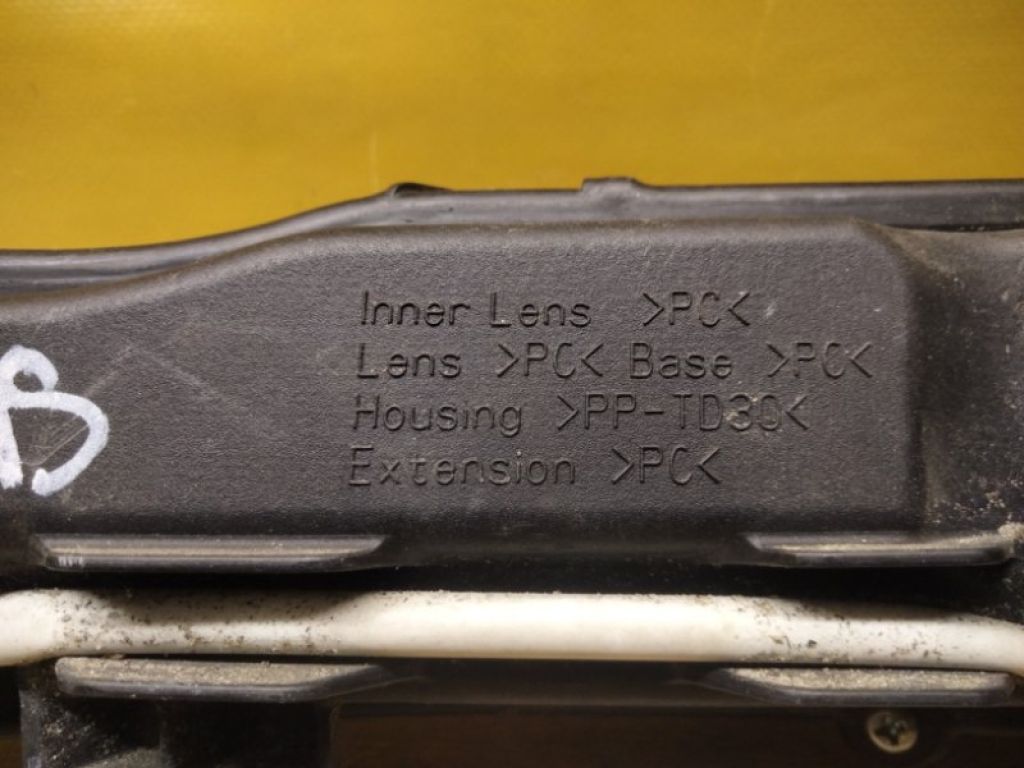 Inner Lens >PC<
Lens >PC< Base >PC<
Housing >PP-TD30<
Extension >PC<